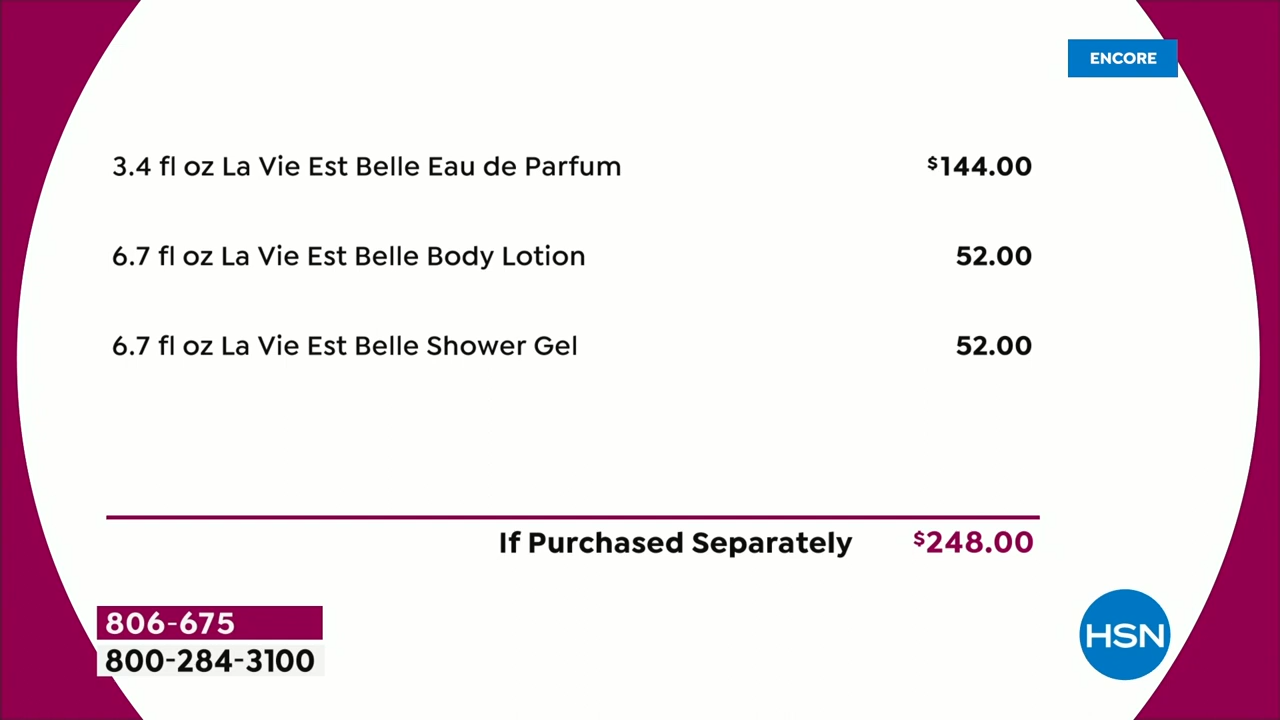 ENCORE
3.4 fl oz La Vie Est Belle Eau de Parfum $144.00
6.7 fl oz La Vie Est Belle Body Lotion 52.00
6.7 fl oz La Vie Est Belle Shower Gel 52.00
If Purchased Separately $248.00
806-675
800-284-3100
HSN